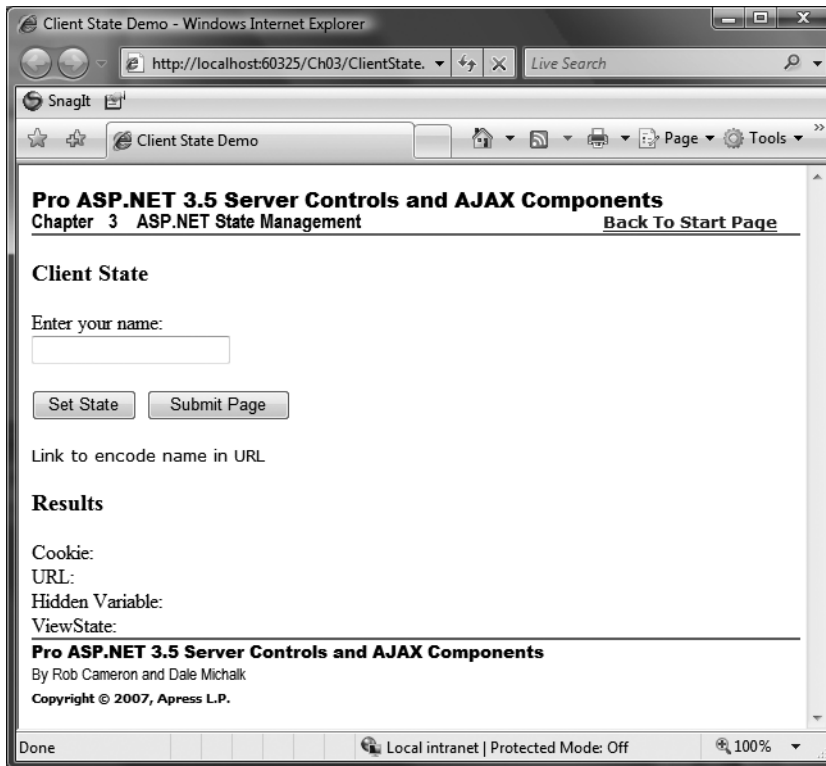 Client State Demo - Windows Internet Explorer
http://localhost:60325/Ch03/ClientState.
Live Search
SnagIt
Client State Demo
Page
Tools
»
Pro ASP.NET 3.5 Server Controls and AJAX Components
Chapter 3 ASP.NET State Management
Back To Start Page
Client State
Enter your name:
Set State
Submit Page
Link to encode name in URL
Results
Cookie:
URL:
Hidden Variable:
ViewState:
Pro ASP.NET 3.5 Server Controls and AJAX Components
By Rob Cameron and Dale Michalk
Copyright © 2007, Apress L.P.
Done
Local intranet | Protected Mode: Off
100%